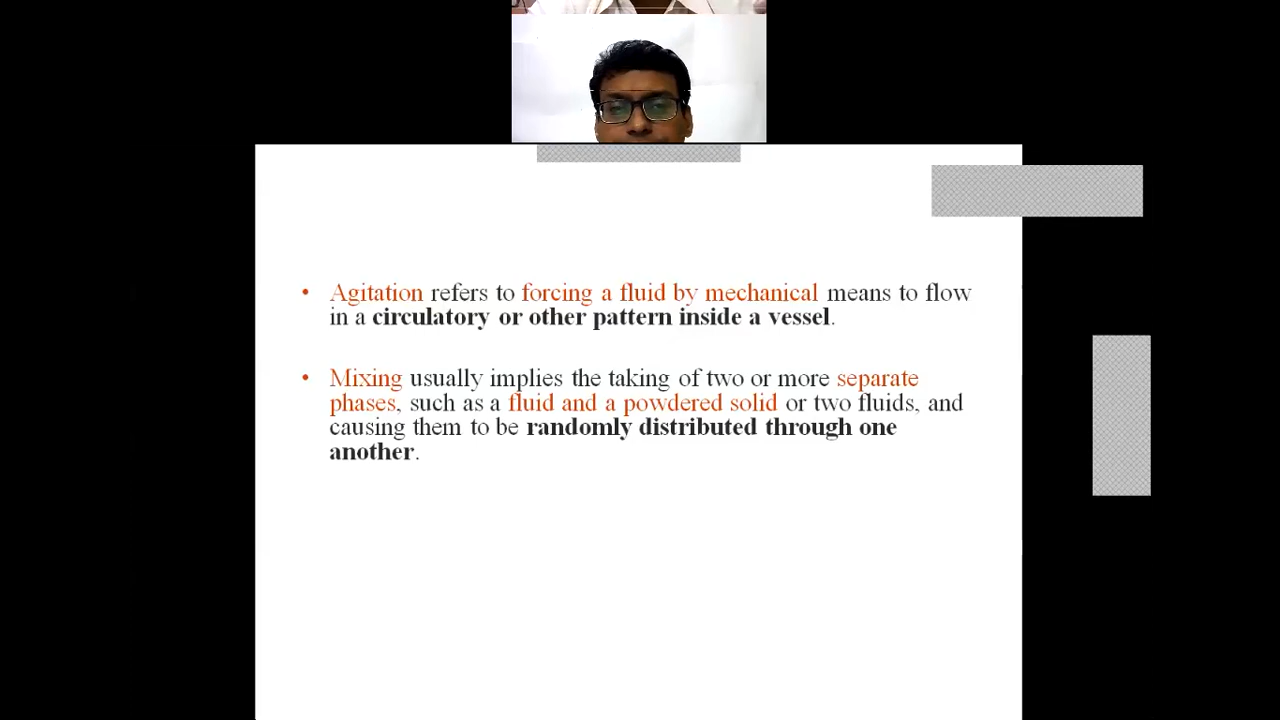 • Agitation refers to forcing a fluid by mechanical means to flow
in a circulatory or other pattern inside a vessel.
• Mixing usually implies the taking of two or more separate
phases, such as a fluid and a powdered solid or two fluids, and
causing them to be randomly distributed through one
another.